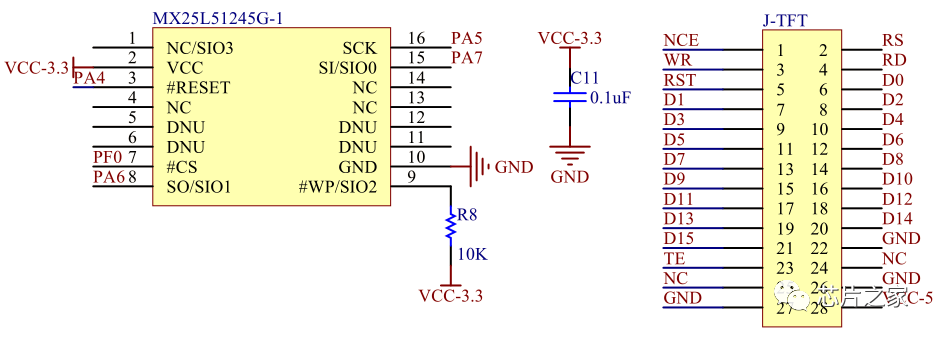 MX25L51245G-1
1 NC/SIO3 SCK 16 PA5
VCC-3.3 2 VCC SI/SIO0 15 PA7
PA4 3 #RESET NC 14
4 NC NC 13
5 DNU DNU 12
6 DNU DNU 11
PF0 7 #CS GND 10 GND
PA6 8 SO/SIO1 #WP/SIO2 9
R8
10K
VCC-3.3
VCC-3.3
C11
0.1uF
GND
J-TFT
NCE 1 2 RS
WR 3 4 RD
RST 5 6 D0
D1 7 8 D2
D3 9 10 D4
D5 11 12 D6
D7 13 14 D8
D9 15 16 D10
D11 17 18 D12
D13 19 20 D14
D15 21 22 GND
TE 23 24 NC
NC 26 GND
GND 27 28 VCC-5
芯片之家